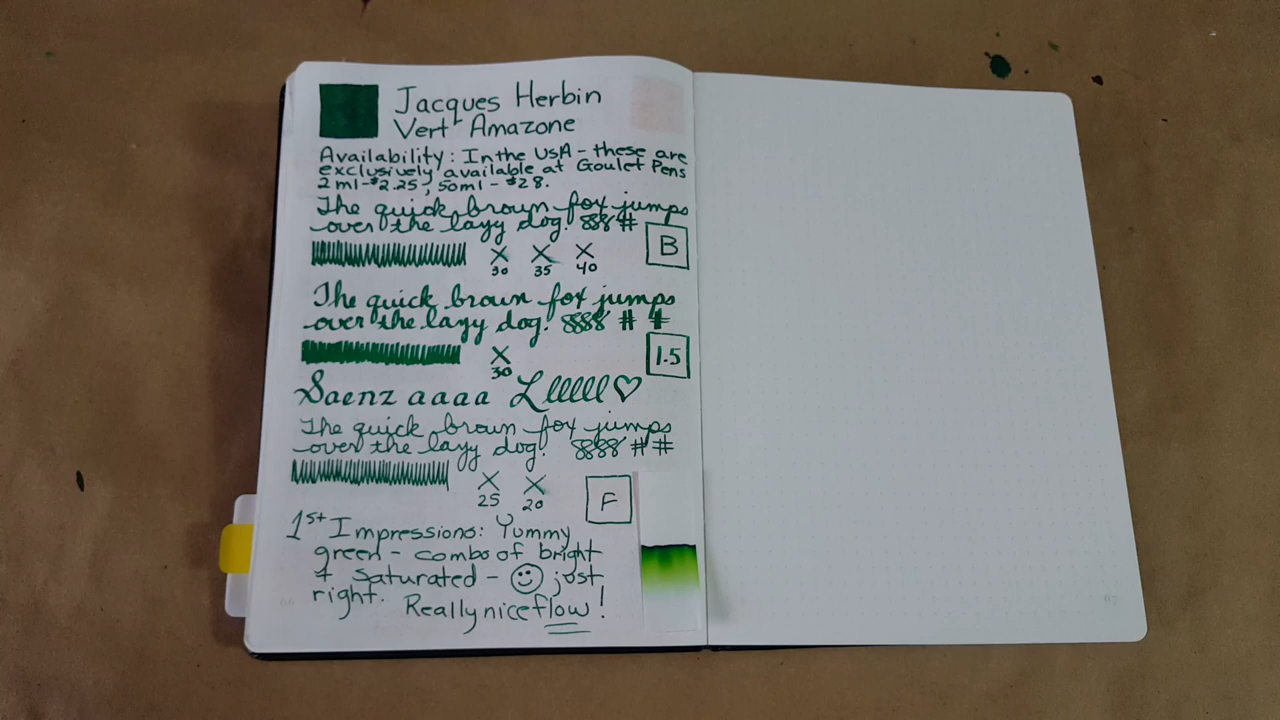 Jacques Herbin
Vert Amazone
Availability: In the USA - these are
exclusively available at Goulet Pens
2ml - $2.25, 50ml - $28.
The quick brown fox jumps
over the lazy dog. 888 #
B
X X X
30 35 40
The quick brown fox jumps
over the lazy dog. 8888 # #
1.5
X
30
Saenz aaaa Lllllll♡
The quick brown fox jumps
over the lazy dog. 8888 # #
X X
25 20
F
1st Impressions: Yummy
green - combo of bright
+ saturated - ☺ just
right. Really nice flow!
66
67